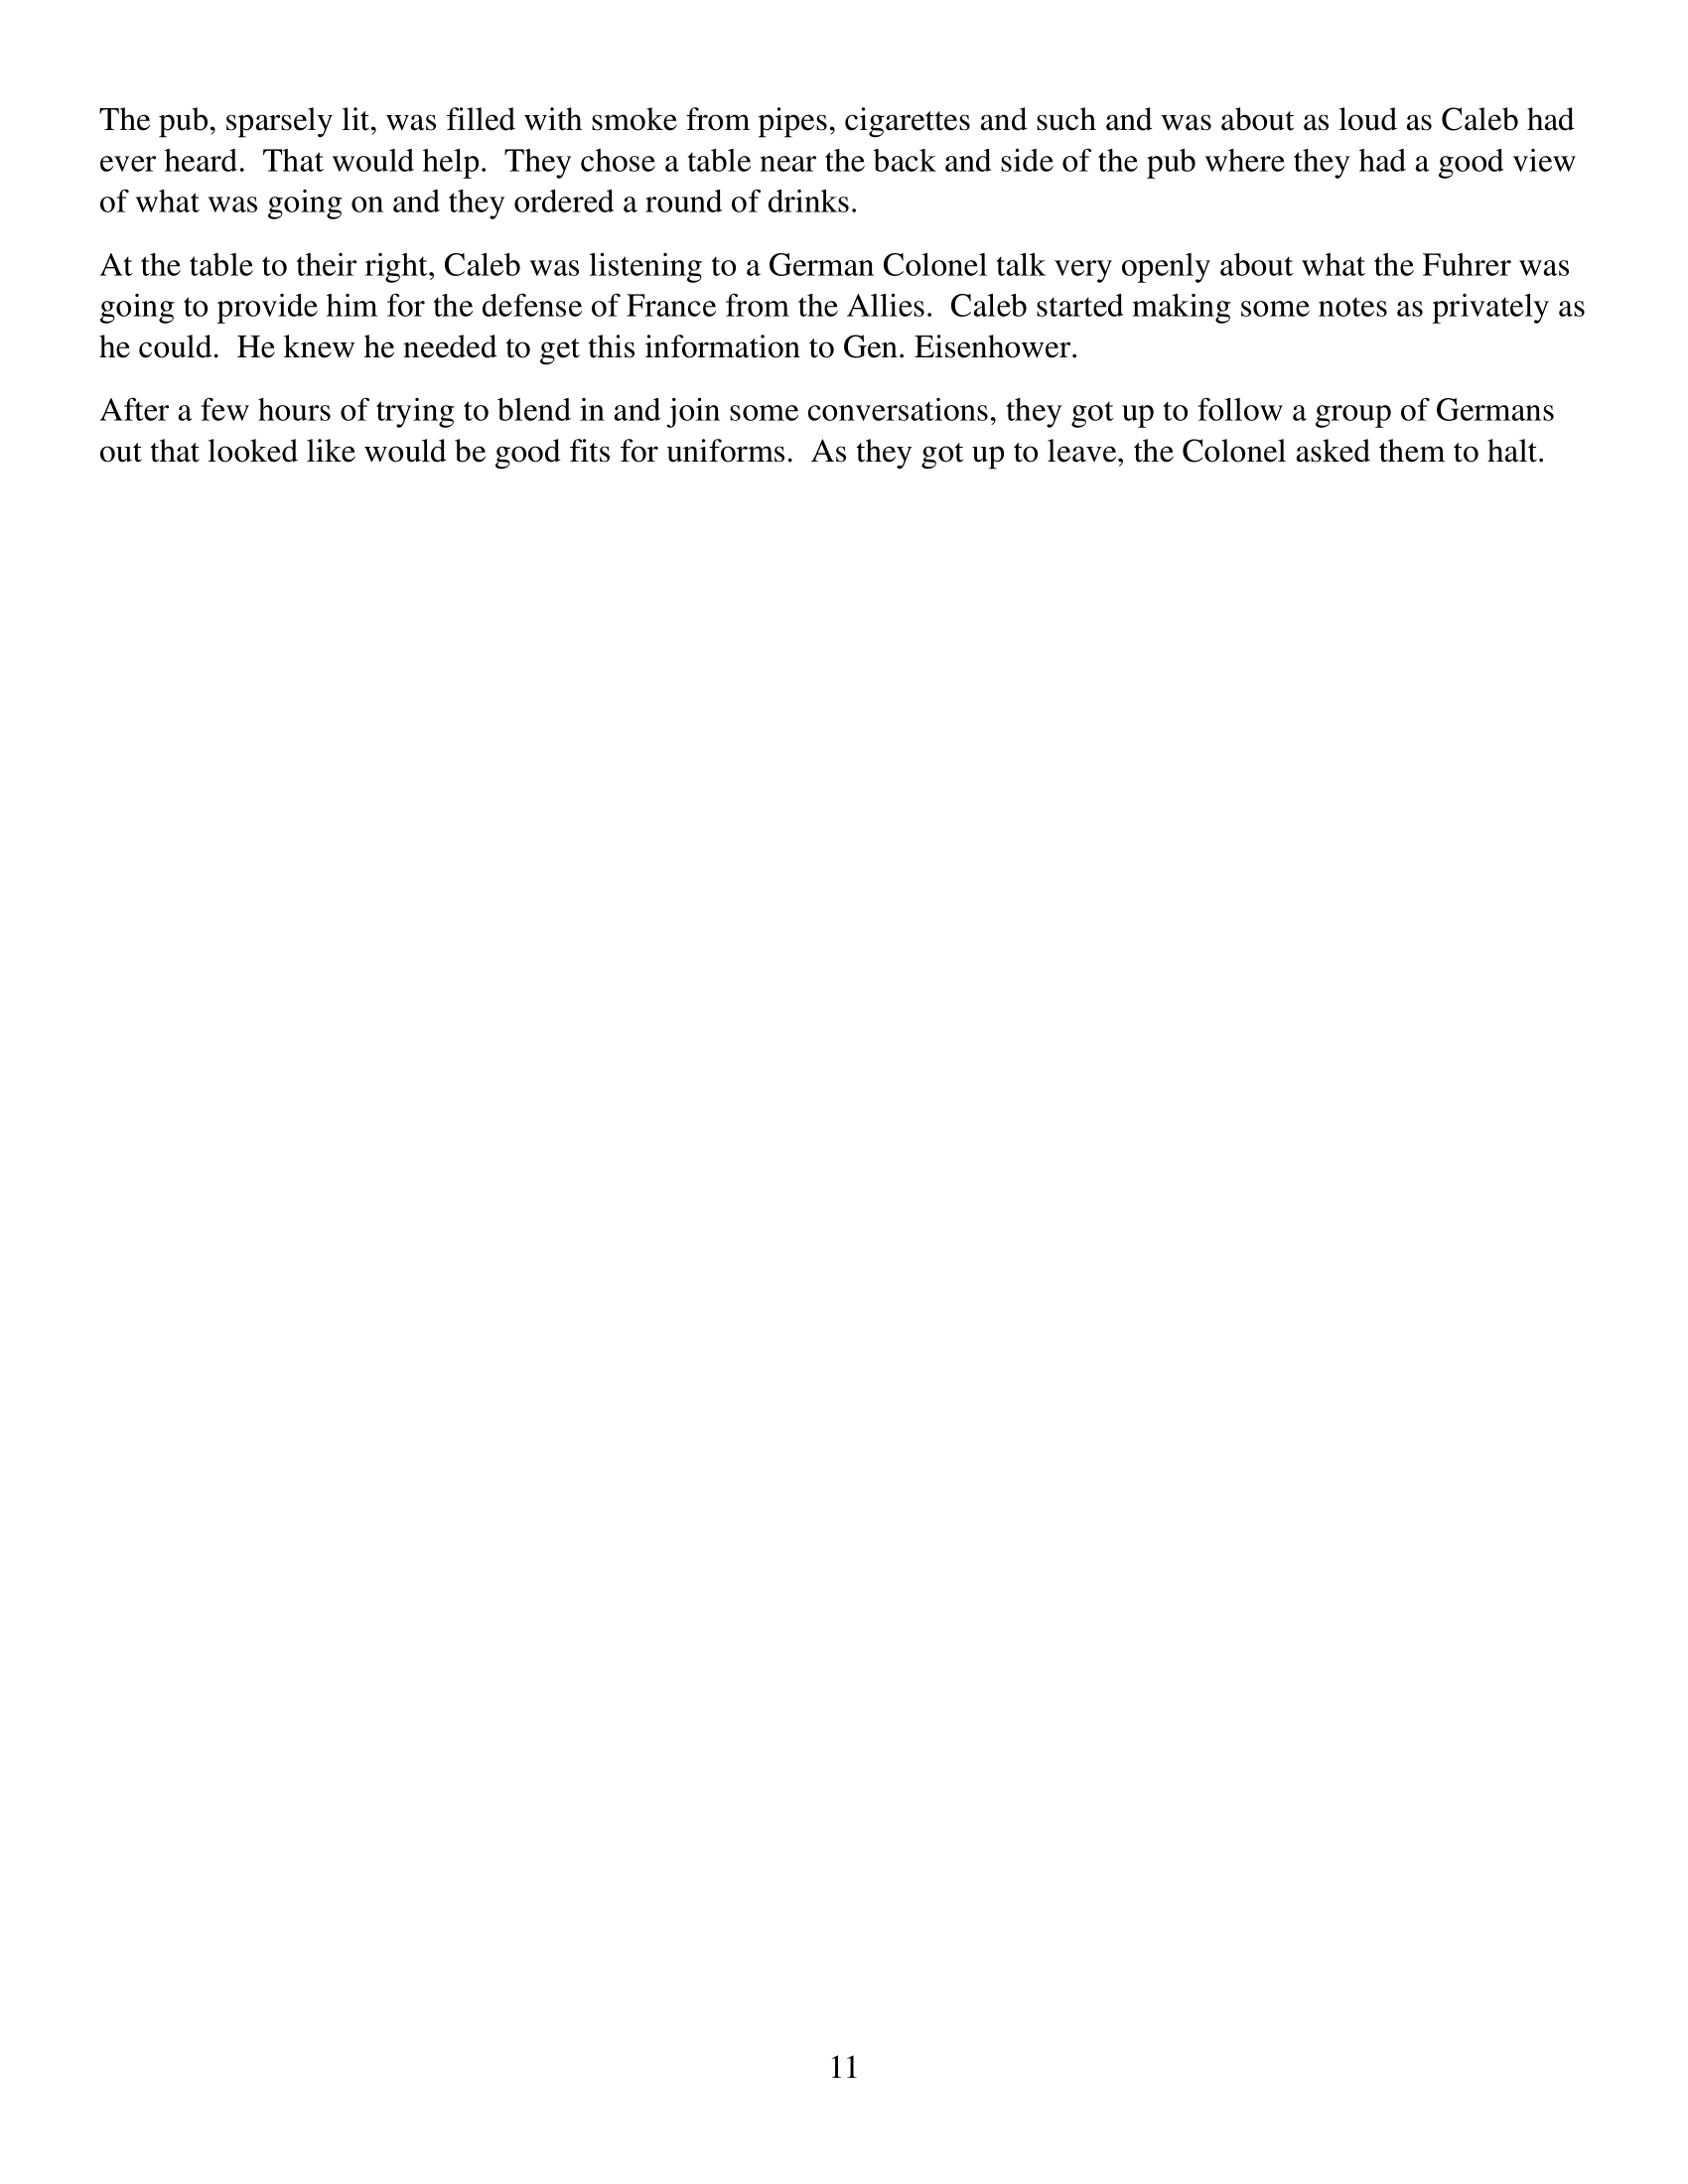 The pub, sparsely lit, was filled with smoke from pipes, cigarettes and such and was about as loud as Caleb had
ever heard.  That would help.  They chose a table near the back and side of the pub where they had a good view
of what was going on and they ordered a round of drinks.
At the table to their right, Caleb was listening to a German Colonel talk very openly about what the Fuhrer was
going to provide him for the defense of France from the Allies.  Caleb started making some notes as privately as
he could.  He knew he needed to get this information to Gen. Eisenhower.
After a few hours of trying to blend in and join some conversations, they got up to follow a group of Germans
out that looked like would be good fits for uniforms.  As they got up to leave, the Colonel asked them to halt.
11